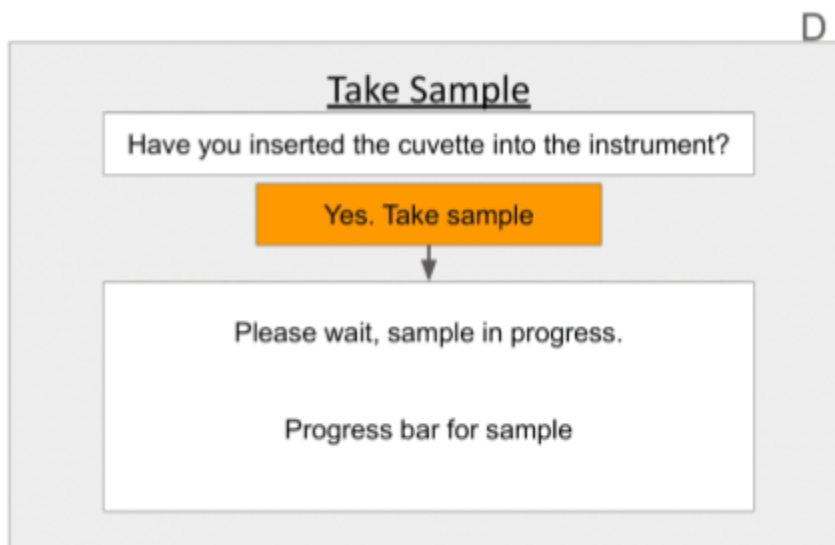 D
Take Sample
Have you inserted the cuvette into the instrument?
Yes. Take sample
Please wait, sample in progress.
Progress bar for sample